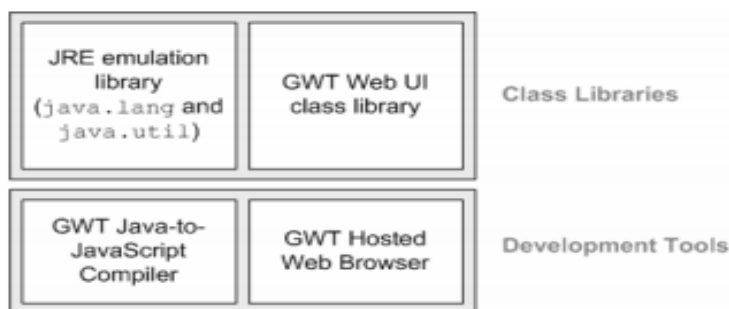 JRE emulation
library
(java.lang and
java.util)
GWT Web UI
class library
Class Libraries
GWT Java-to-
JavaScript
Compiler
GWT Hosted
Web Browser
Development Tools